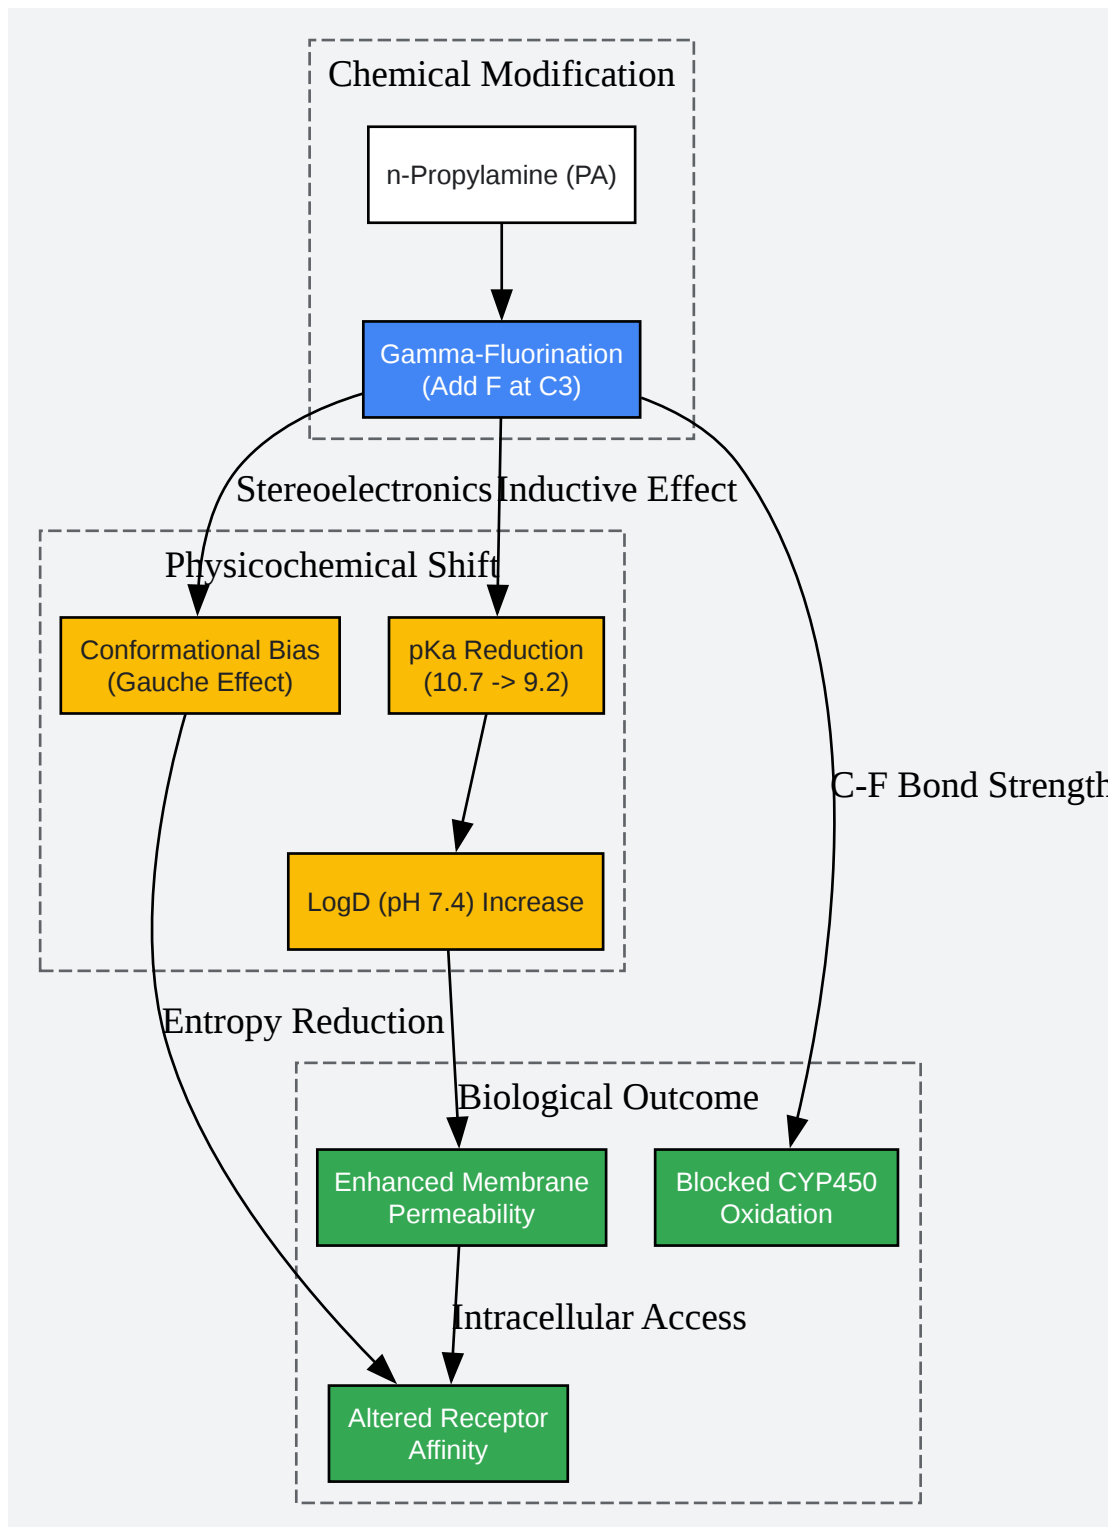 Chemical Modification
n-Propylamine (PA)
Gamma-Fluorination
(Add F at C3)
Stereoelectronics
Inductive Effect
Physicochemical Shift
Conformational Bias
(Gauche Effect)
pKa Reduction
(10.7 -> 9.2)
C-F Bond Strength
LogD (pH 7.4) Increase
Entropy Reduction
Biological Outcome
Enhanced Membrane
Permeability
Blocked CYP450
Oxidation
Intracellular Access
Altered Receptor
Affinity